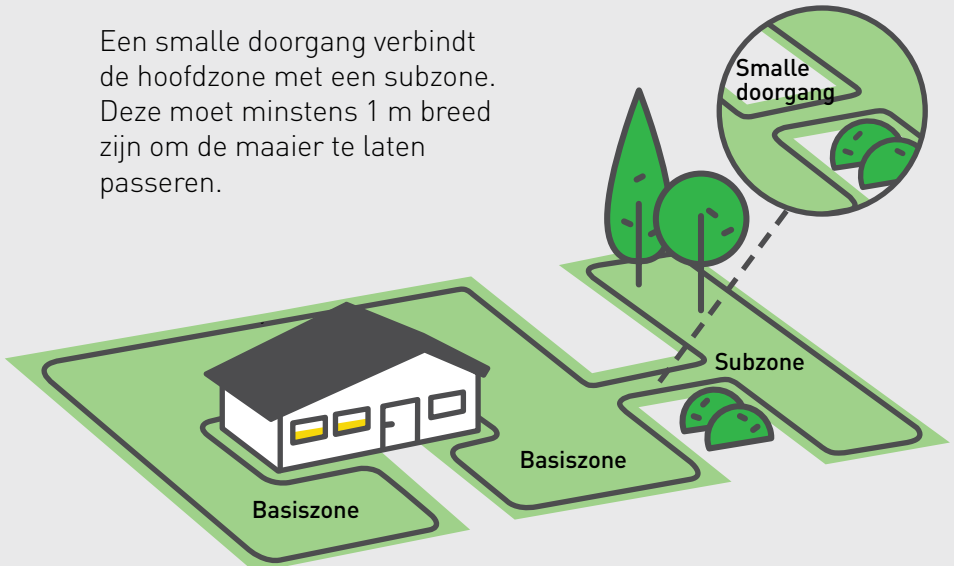 Een smalle doorgang verbindt
de hoofdzone met een subzone.
Deze moet minstens 1 m breed
zijn om de maaier te laten
passeren.
Smalle
doorgang
Subzone
Basiszone
Basiszone